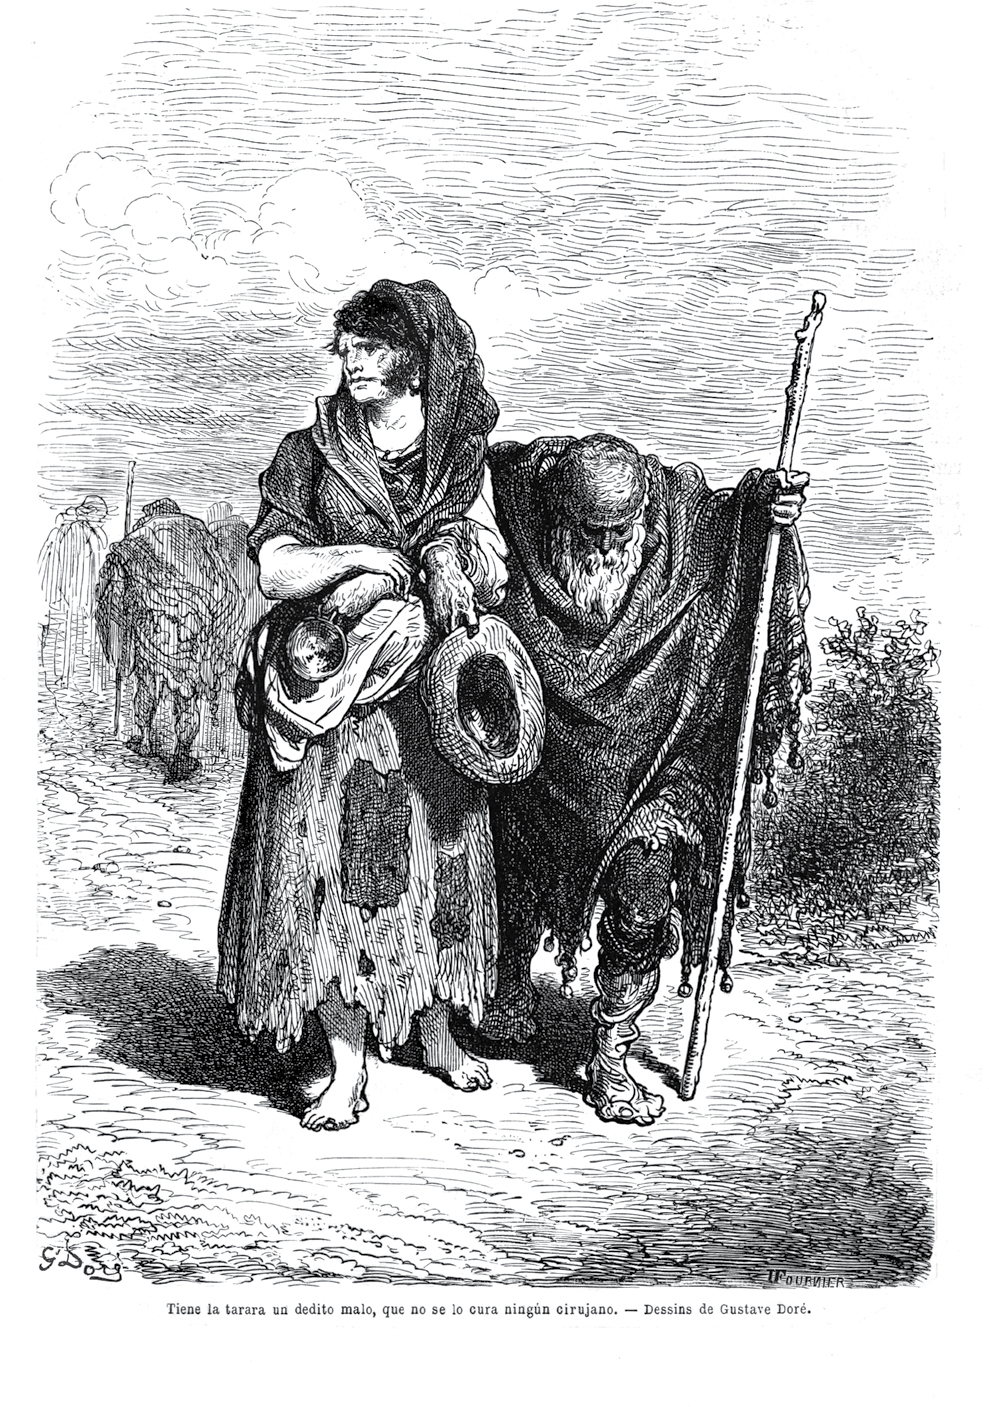 G Doré
J FOURNIER
Tiene la tarara un dedito malo, que no se lo cura ningún cirujano. — Dessins de Gustave Doré.